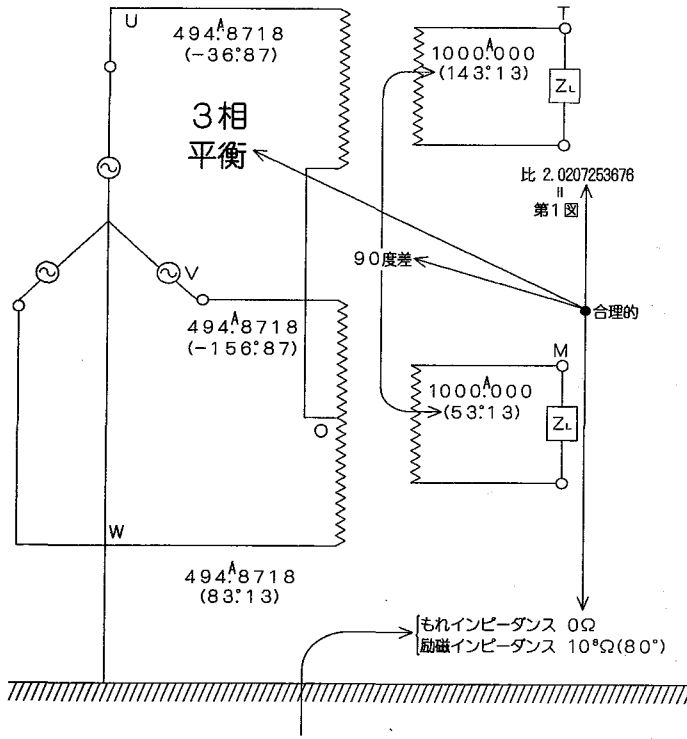 U
494.8718 A
(-36.°87)
3相
平衡
T
1000.000 A
(143.°13)
ZL
比 2.0207253676
=
第1図
90度差
合理的
V
494.8718 A
(-156.°87)
O
M
1000.000 A
(53.°13)
ZL
W
494.8718 A
(83.°13)
もれインピーダンス 0Ω
励磁インピーダンス 10⁸Ω(80°)